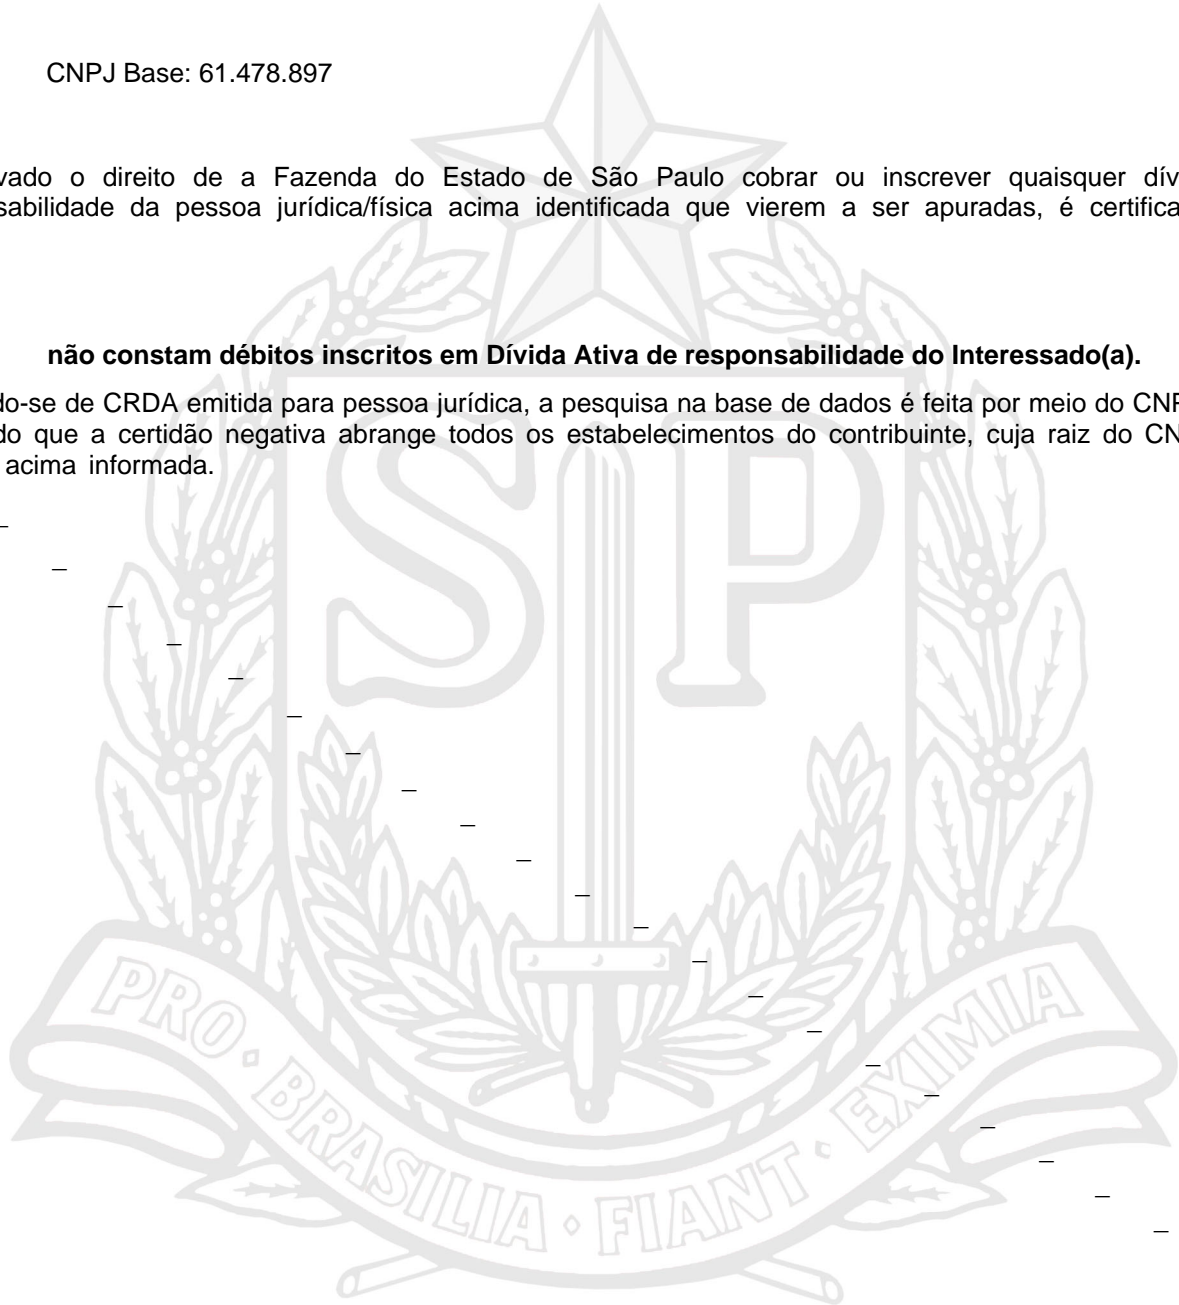 CNPJ Base: 61.478.897
vado o direito de a Fazenda do Estado de São Paulo cobrar ou inscrever quaisquer dív
sabilidade da pessoa jurídica/física acima identificada que vierem a ser apuradas, é certifica
não constam débitos inscritos em Dívida Ativa de responsabilidade do Interessado(a).
do-se de CRDA emitida para pessoa jurídica, a pesquisa na base de dados é feita por meio do CNP
do que a certidão negativa abrange todos os estabelecimentos do contribuinte, cuja raiz do CN
acima informada.
SP
PRO • BRASILIA • FIANT • EXIMIA